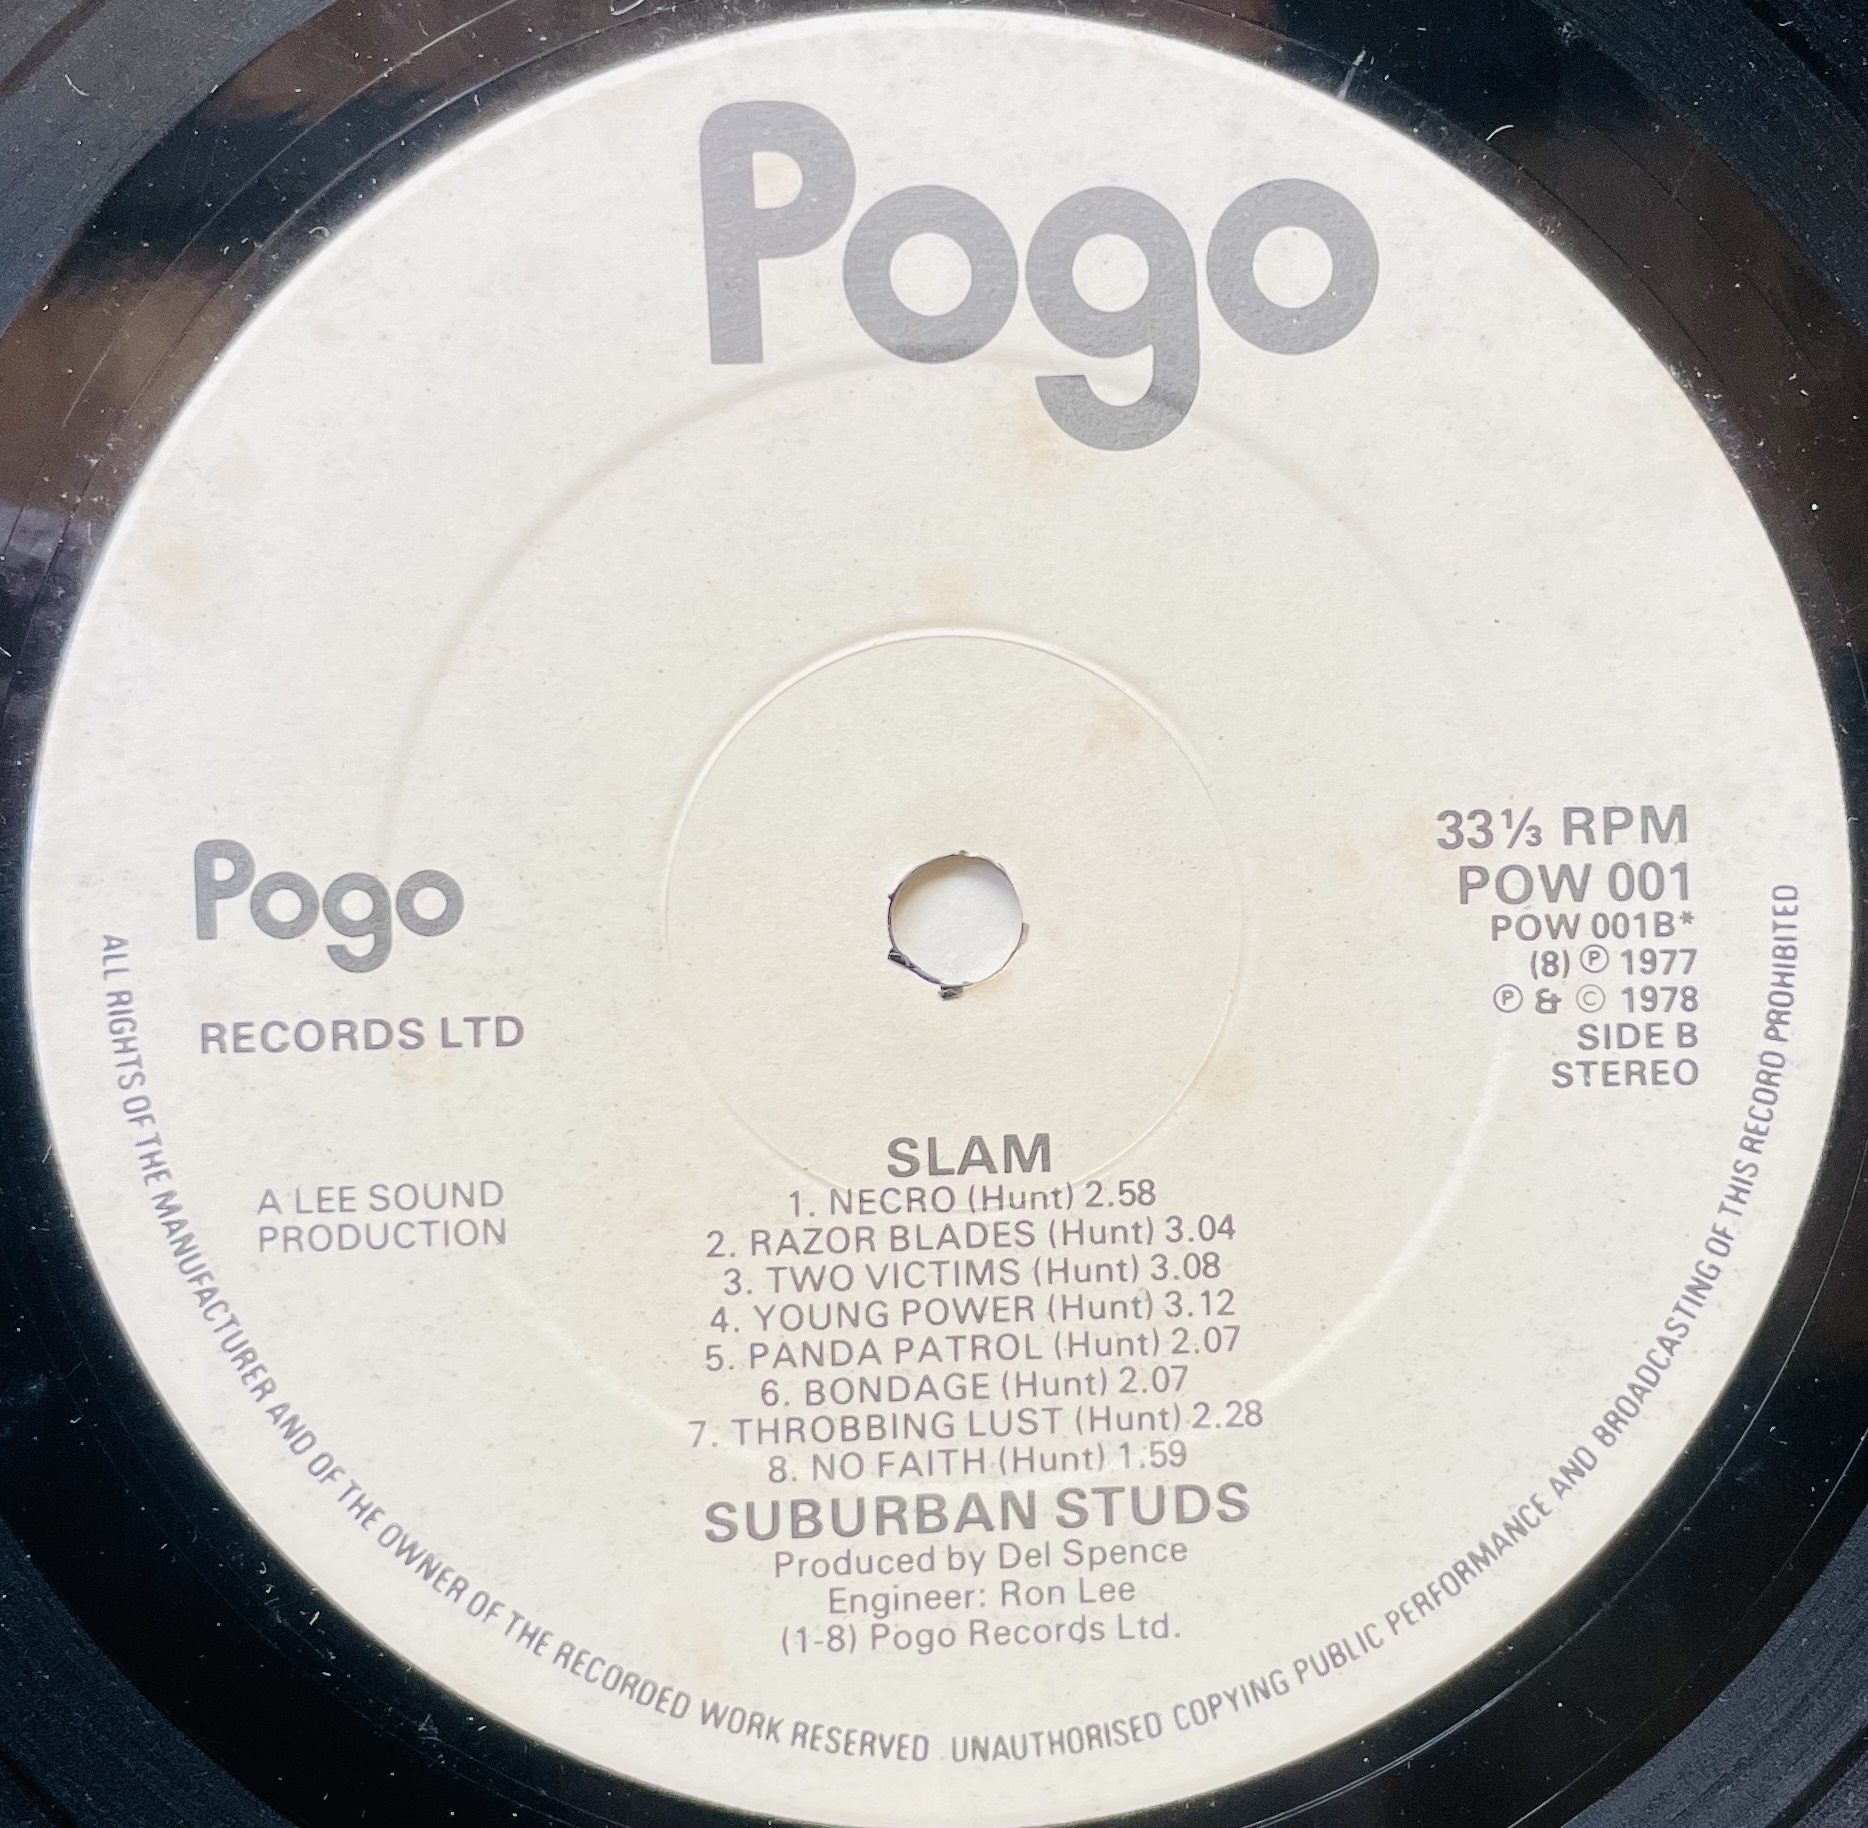 Pogo
Pogo
RECORDS LTD
A LEE SOUND
PRODUCTION
33⅓ RPM
POW 001
POW 001B*
(8) ℗ 1977
℗ & © 1978
SIDE B
STEREO
SLAM
1. NECRO (Hunt) 2.58
2. RAZOR BLADES (Hunt) 3.04
3. TWO VICTIMS (Hunt) 3.08
4. YOUNG POWER (Hunt) 3.12
5. PANDA PATROL (Hunt) 2.07
6. BONDAGE (Hunt) 2.07
7. THROBBING LUST (Hunt) 2.28
8. NO FAITH (Hunt) 1.59
SUBURBAN STUDS
Produced by Del Spence
Engineer: Ron Lee
(1-8) Pogo Records Ltd.
ALL RIGHTS OF THE MANUFACTURER AND OF THE OWNER OF THE RECORDED WORK RESERVED UNAUTHORISED COPYING PUBLIC PERFORMANCE AND BROADCASTING OF THIS RECORD PROHIBITED